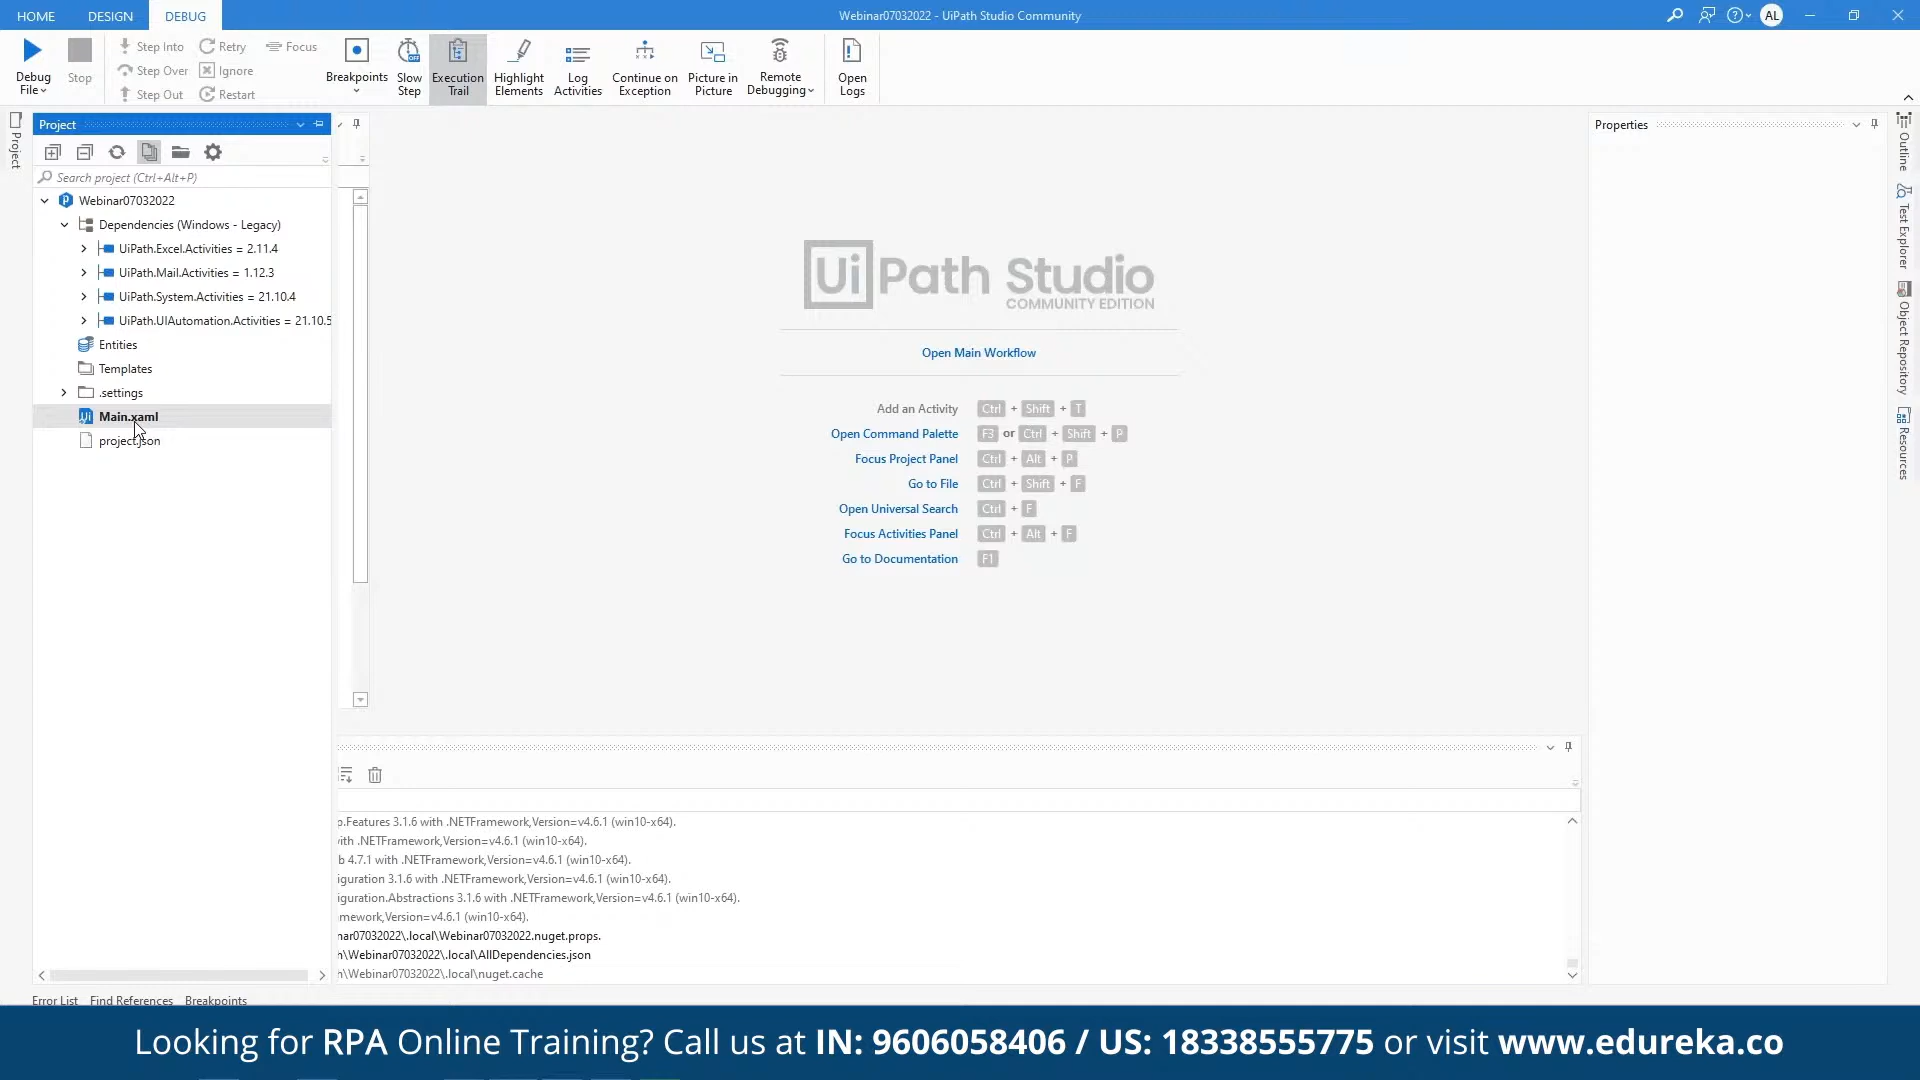 HOME DESIGN DEBUG
Webinar07032022 - UiPath Studio Community
AL
Debug File
Stop
Step Into
Step Over
Step Out
Retry
Ignore
Restart
Focus
Breakpoints
Slow Step
Execution Trail
Highlight Elements
Log Activities
Continue on Exception
Picture in Picture
Remote Debugging
Open Logs
Project
Project
Search project (Ctrl+Alt+P)
Webinar07032022
Dependencies (Windows - Legacy)
UiPath.Excel.Activities = 2.11.4
UiPath.Mail.Activities = 1.12.3
UiPath.System.Activities = 21.10.4
UiPath.UIAutomation.Activities = 21.10.5
Entities
Templates
.settings
Main.xaml
project.json
UiPath Studio
COMMUNITY EDITION
Open Main Workflow
Add an Activity Ctrl + Shift + T
Open Command Palette F3 or Ctrl + Shift + P
Focus Project Panel Ctrl + Alt + P
Go to File Ctrl + Shift + F
Open Universal Search Ctrl + F
Focus Activities Panel Ctrl + Alt + F
Go to Documentation F1
Properties
Outline
Test Explorer
Object Repository
Resources
p.Features 3.1.6 with .NETFramework,Version=v4.6.1 (win10-x64).
ith .NETFramework,Version=v4.6.1 (win10-x64).
b 4.7.1 with .NETFramework,Version=v4.6.1 (win10-x64).
iguration 3.1.6 with .NETFramework,Version=v4.6.1 (win10-x64).
iguration.Abstractions 3.1.6 with .NETFramework,Version=v4.6.1 (win10-x64).
mework,Version=v4.6.1 (win10-x64).
nar07032022\.local\Webinar07032022.nuget.props.
h\Webinar07032022\.local\AllDependencies.json
h\Webinar07032022\.local\nuget.cache
Error List Find References Breakpoints
Looking for RPA Online Training? Call us at IN: 9606058406 / US: 18338555775 or visit www.edureka.co